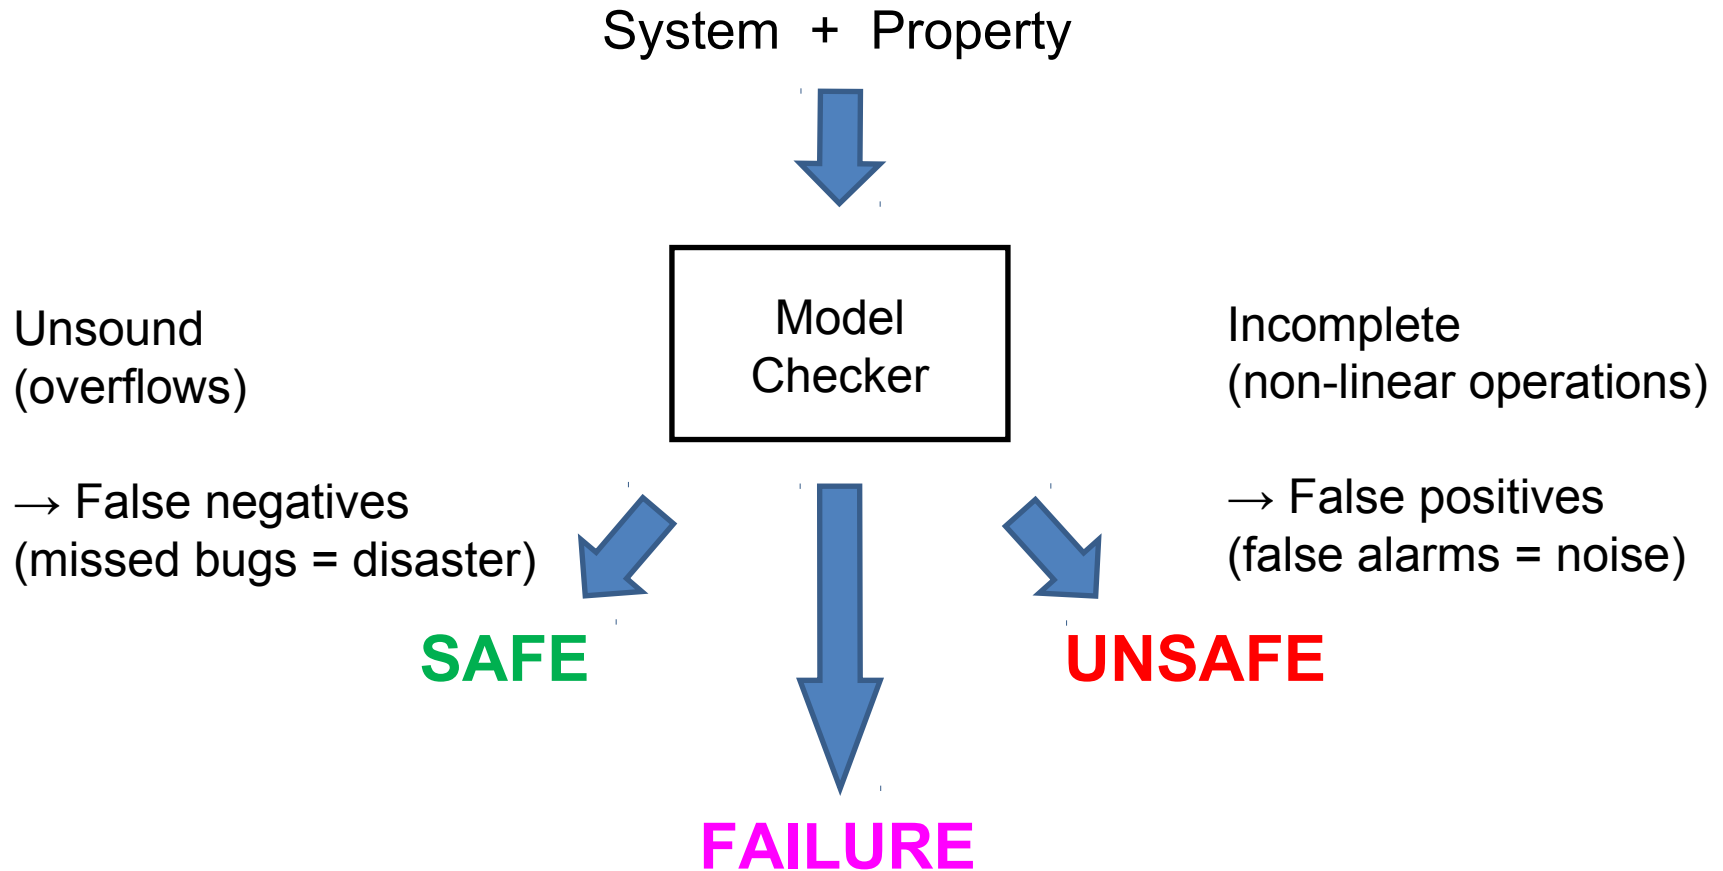 System + Property
Model
Checker
Unsound
(overflows)
→ False negatives
(missed bugs = disaster)
Incomplete
(non-linear operations)
→ False positives
(false alarms = noise)
SAFE
UNSAFE
FAILURE